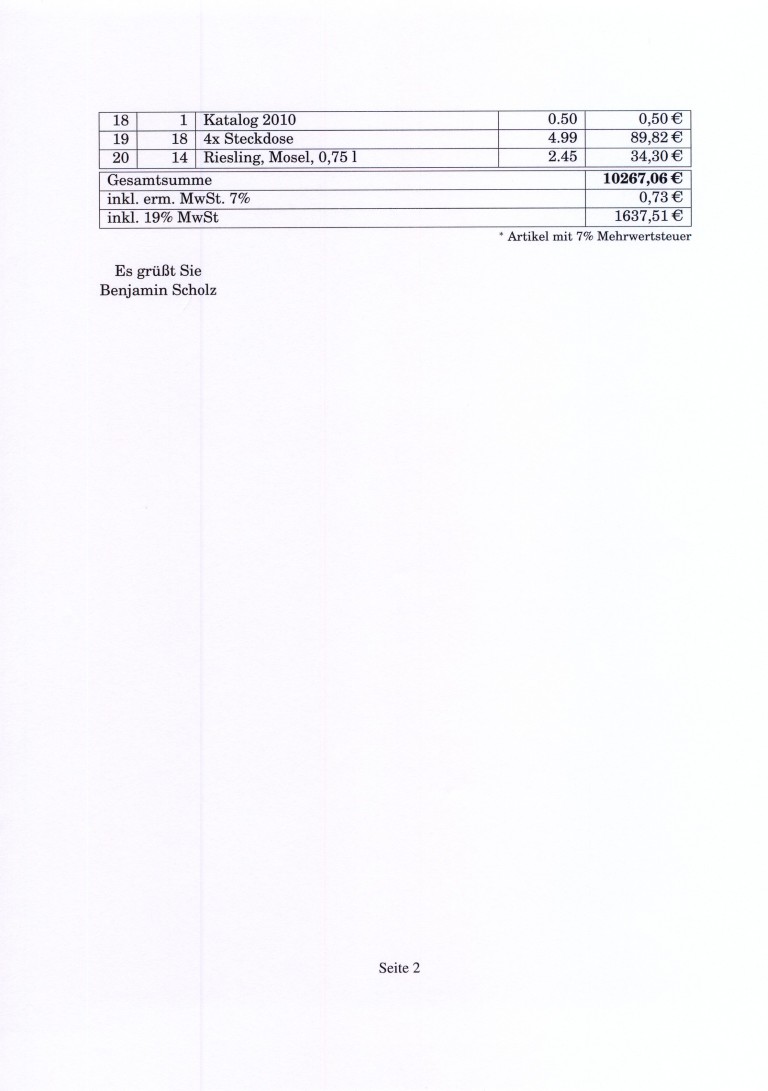 18 1 Katalog 2010 0.50 0,50 €
19 18 4x Steckdose 4.99 89,82 €
20 14 Riesling, Mosel, 0,75 l 2.45 34,30 €
Gesamtsumme 10267,06 €
inkl. erm. MwSt. 7% 0,73 €
inkl. 19% MwSt 1637,51 €
* Artikel mit 7% Mehrwertsteuer
Es grüßt Sie
Benjamin Scholz
Seite 2